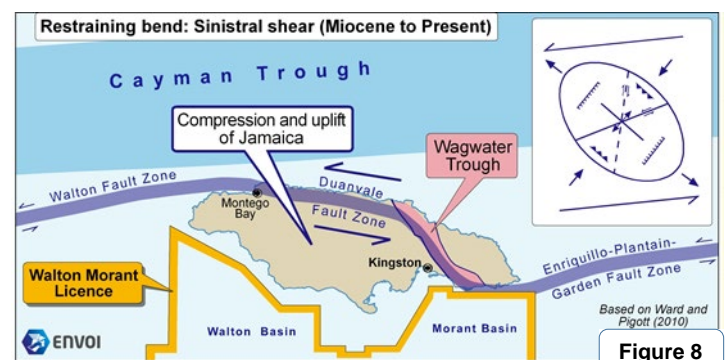 Restraining bend: Sinistral shear (Miocene to Present)
Cayman Trough
Compression and uplift
of Jamaica
Wagwater
Trough
Walton Fault Zone
Duanvale
Fault Zone
Montego
Bay
Kingston
Enriquillo-Plantain-
Garden Fault Zone
Walton Morant
Licence
Walton Basin
Morant Basin
Based on Ward and
Pigott (2010)
ENVOI
Figure 8